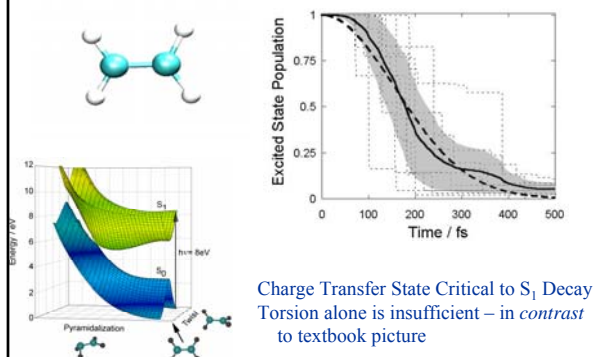 Excited State Population
1
0.75
0.5
0.25
0
0 100 200 300 400 500
Time / fs
12
10
8
6
4
2
0
Energy / eV
S1
hν= 8eV
S0
Twist
Pyramidalization
Charge Transfer State Critical to S1 Decay
Torsion alone is insufficient – in contrast
to textbook picture